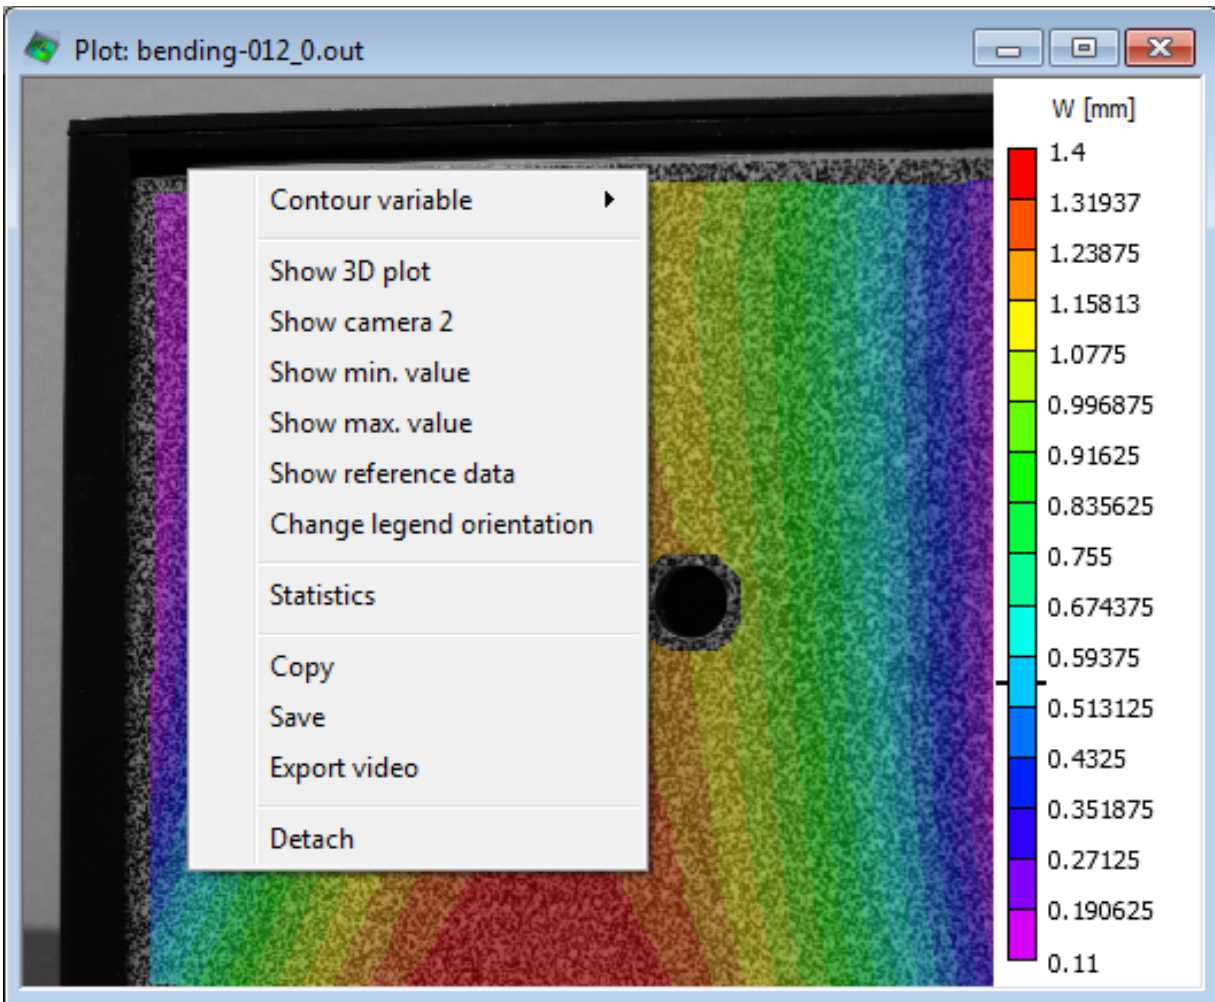 Plot: bending-012_0.out
W [mm]
Contour variable
Show 3D plot
Show camera 2
Show min. value
Show max. value
Show reference data
Change legend orientation
Statistics
Copy
Save
Export video
Detach
1.4
1.31937
1.23875
1.15813
1.0775
0.996875
0.91625
0.835625
0.755
0.674375
0.59375
0.513125
0.4325
0.351875
0.27125
0.190625
0.11